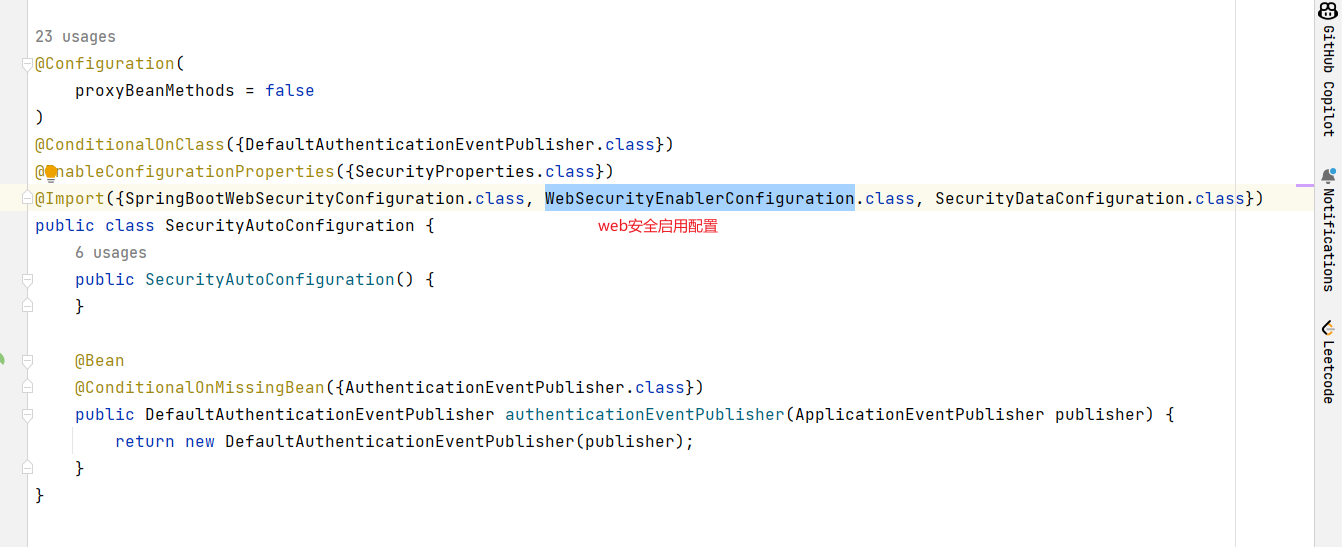 23 usages
@Configuration(
    proxyBeanMethods = false
)
@ConditionalOnClass({DefaultAuthenticationEventPublisher.class})
@EnableConfigurationProperties({SecurityProperties.class})
@Import({SpringBootWebSecurityConfiguration.class, WebSecurityEnablerConfiguration.class, SecurityDataConfiguration.class})
public class SecurityAutoConfiguration {
web安全启用配置
    6 usages
    public SecurityAutoConfiguration() {
    }
    @Bean
    @ConditionalOnMissingBean({AuthenticationEventPublisher.class})
    public DefaultAuthenticationEventPublisher authenticationEventPublisher(ApplicationEventPublisher publisher) {
        return new DefaultAuthenticationEventPublisher(publisher);
    }
}
GitHub Copilot
Notifications
Leetcode